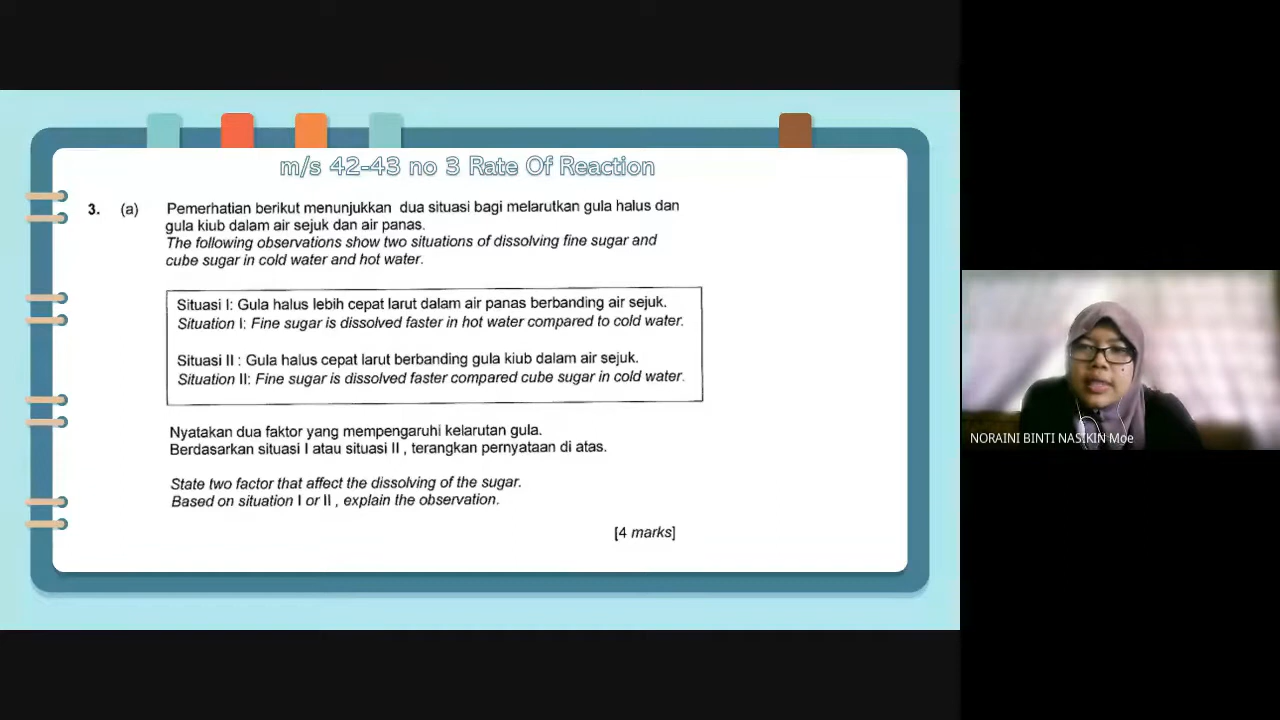 m/s 42-43 no 3 Rate Of Reaction
3. (a) Pemerhatian berikut menunjukkan dua situasi bagi melarutkan gula halus dan
gula kiub dalam air sejuk dan air panas.
The following observations show two situations of dissolving fine sugar and
cube sugar in cold water and hot water.
Situasi I: Gula halus lebih cepat larut dalam air panas berbanding air sejuk.
Situation I: Fine sugar is dissolved faster in hot water compared to cold water.
Situasi II : Gula halus cepat larut berbanding gula kiub dalam air sejuk.
Situation II: Fine sugar is dissolved faster compared cube sugar in cold water.
Nyatakan dua faktor yang mempengaruhi kelarutan gula.
Berdasarkan situasi I atau situasi II , terangkan pernyataan di atas.
State two factor that affect the dissolving of the sugar.
Based on situation I or II , explain the observation.
[4 marks]
NORAINI BINTI NASIKIN Moe